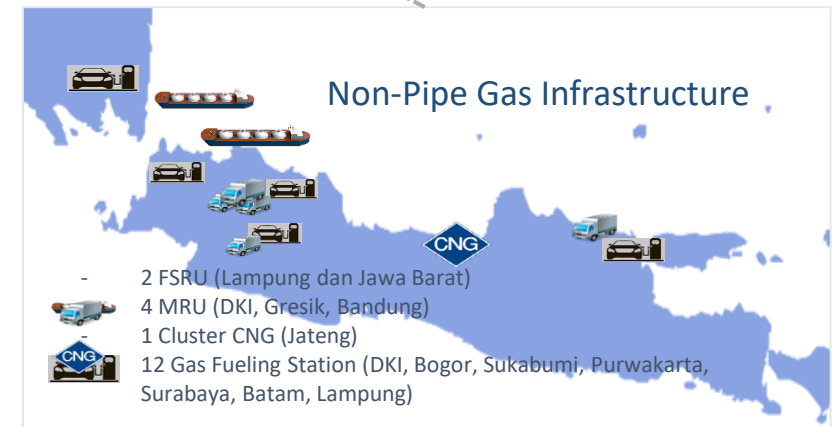 Non-Pipe Gas Infrastructure
CNG
- 2 FSRU (Lampung dan Jawa Barat)
4 MRU (DKI, Gresik, Bandung)
- 1 Cluster CNG (Jateng)
CNG
12 Gas Fueling Station (DKI, Bogor, Sukabumi, Purwakarta,
Surabaya, Batam, Lampung)